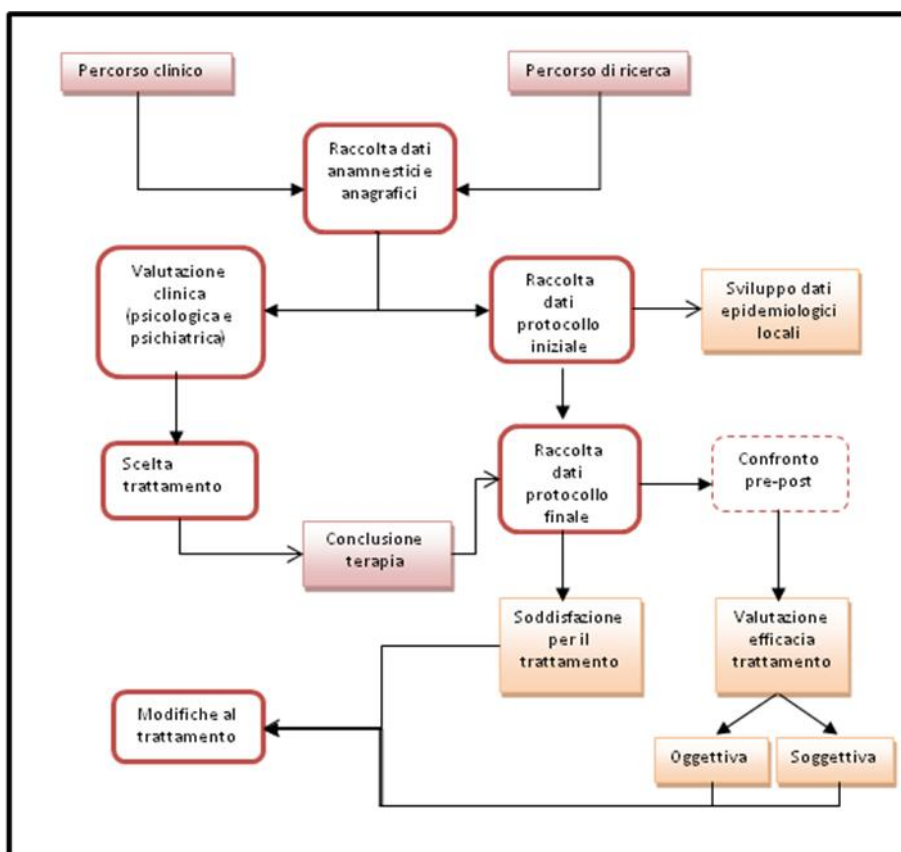 Percorso clinico
Percorso di ricerca
Raccolta dati
anamnestici e
anagrafici
Valutazione
clinica
(psicologica e
psichiatrica)
Raccolta
dati
protocollo
iniziale
Sviluppo dati
epidemiologici
locali
Scelta
trattamento
Raccolta
dati
protocollo
finale
Confronto
pre-post
Conclusione
terapia
Soddisfazione
per il
trattamento
Valutazione
efficacia
trattamento
Modifiche al
trattamento
Oggettiva
Soggettiva